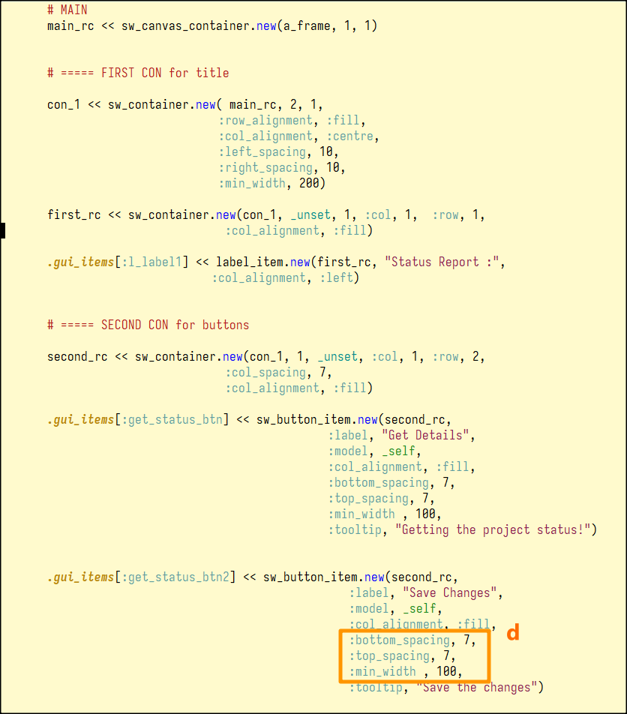 # MAIN
main_rc << sw_canvas_container.new(a_frame, 1, 1)
# ===== FIRST CON for title
con_1 << sw_container.new( main_rc, 2, 1,
:row_alignment, :fill,
:col_alignment, :centre,
:left_spacing, 10,
:right_spacing, 10,
:min_width, 200)
first_rc << sw_container.new(con_1, _unset, 1, :col, 1,  :row, 1,
:col_alignment, :fill)
.gui_items[:l_label1] << label_item.new(first_rc, "Status Report :",
:col_alignment, :left)
# ===== SECOND CON for buttons
second_rc << sw_container.new(con_1, 1, _unset, :col, 1, :row, 2,
:col_spacing, 7,
:col_alignment, :fill)
.gui_items[:get_status_btn] << sw_button_item.new(second_rc,
:label, "Get Details",
:model, _self,
:col_alignment, :fill,
:bottom_spacing, 7,
:top_spacing, 7,
:min_width , 100,
:tooltip, "Getting the project status!")
.gui_items[:get_status_btn2] << sw_button_item.new(second_rc,
:label, "Save Changes",
:model, _self,
:col_alignment, :fill,
:bottom_spacing, 7,
d
:top_spacing, 7,
:min_width , 100,
:tooltip, "Save the changes")